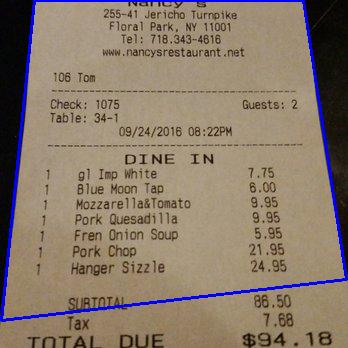 Nancy's
255-41 Jericho Turnpike
Floral Park, NY 11001
Tel: 718.343-4616
www.nancysrestaurant.net
106 Tom
Check: 1075 Guests: 2
Table: 34-1
09/24/2016 08:22PM
DINE IN
1 gl Imp White 7.75
1 Blue Moon Tap 6.00
1 Mozzarella&Tomato 9.95
1 Pork Quesadilla 9.95
1 Fren Onion Soup 5.95
1 Pork Chop 21.95
1 Hanger Sizzle 24.95
SUBTOTAL 86.50
Tax 7.68
TOTAL DUE $94.18